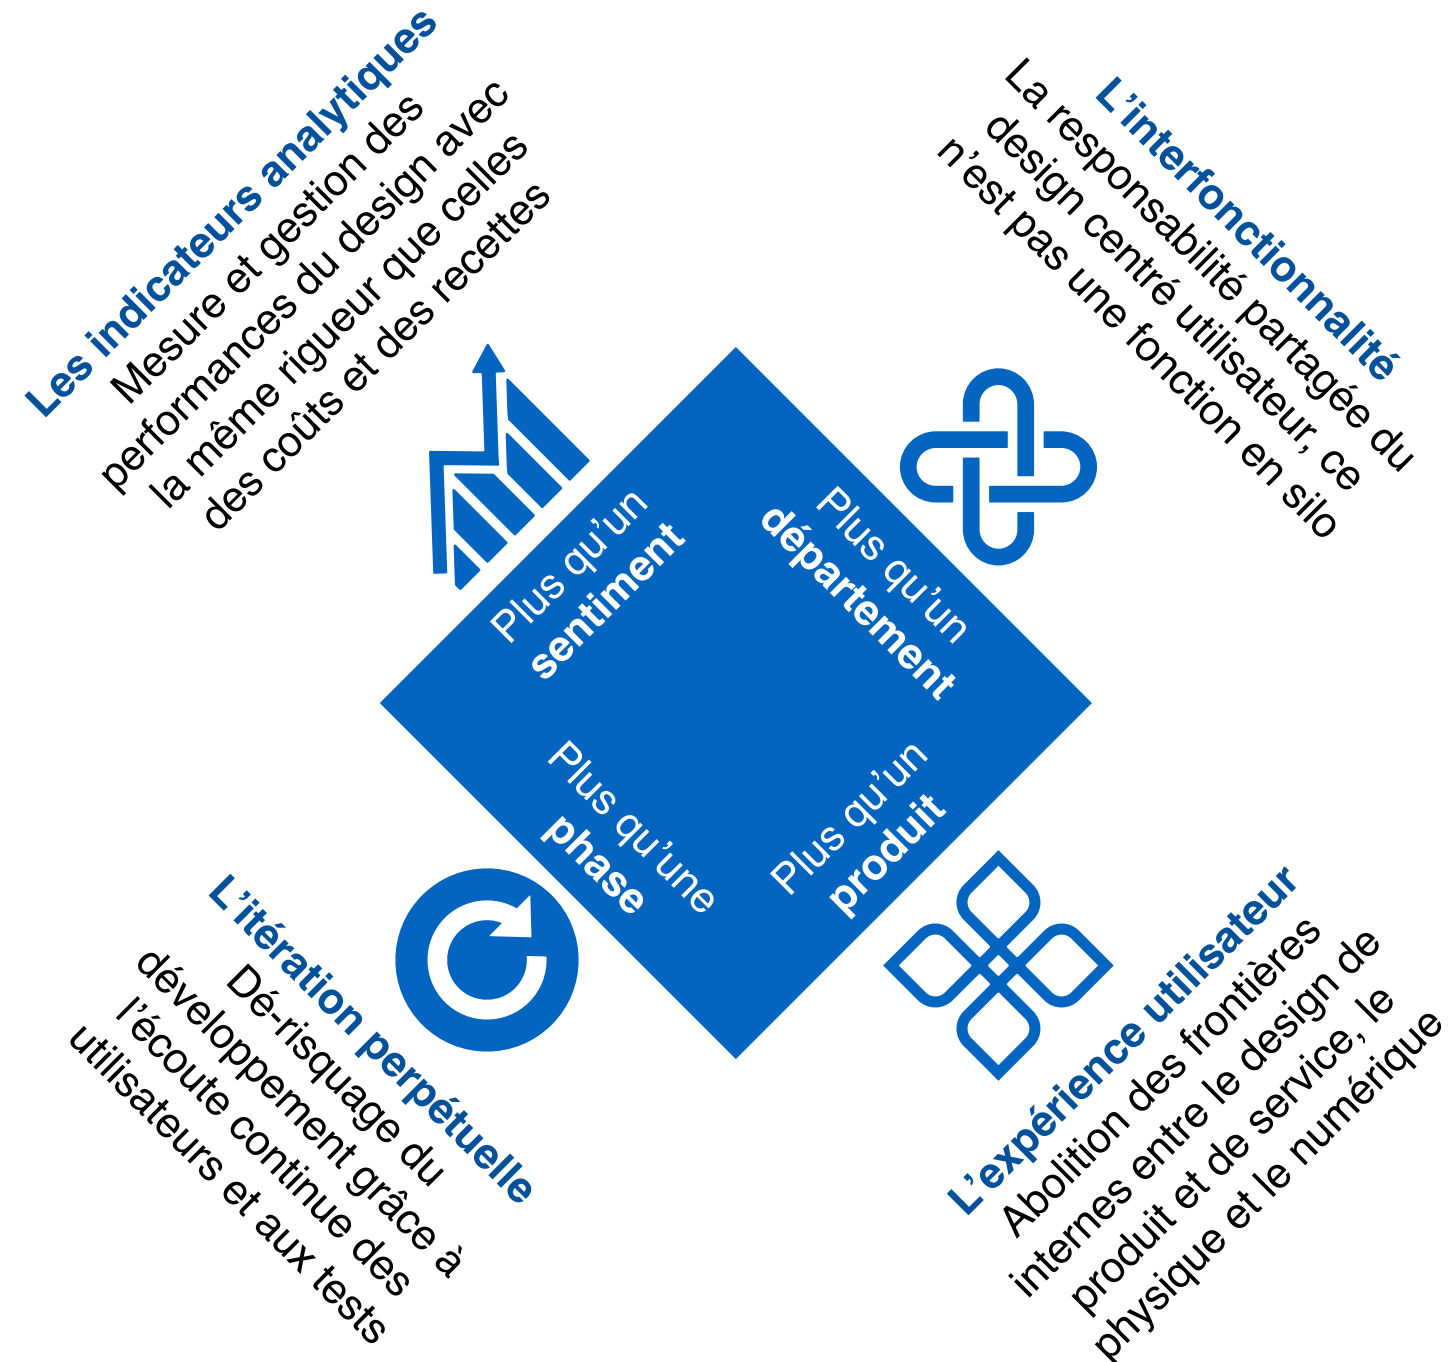 Les indicateurs analytiques
Mesure et gestion des
performances du design avec
la même rigueur que celles
des coûts et des recettes
L’interfonctionnalité
La responsabilité partagée du
design centré utilisateur, ce
n’est pas une fonction en silo
Plus qu’un
sentiment
Plus qu’un
département
Plus qu’une
phase
Plus qu’un
produit
L’itération perpétuelle
Dé-risquage du
développement grâce à
l’écoute continue des
utilisateurs et aux tests
L’expérience utilisateur
Abolition des frontières
internes entre le design de
produit et de service, le
physique et le numérique